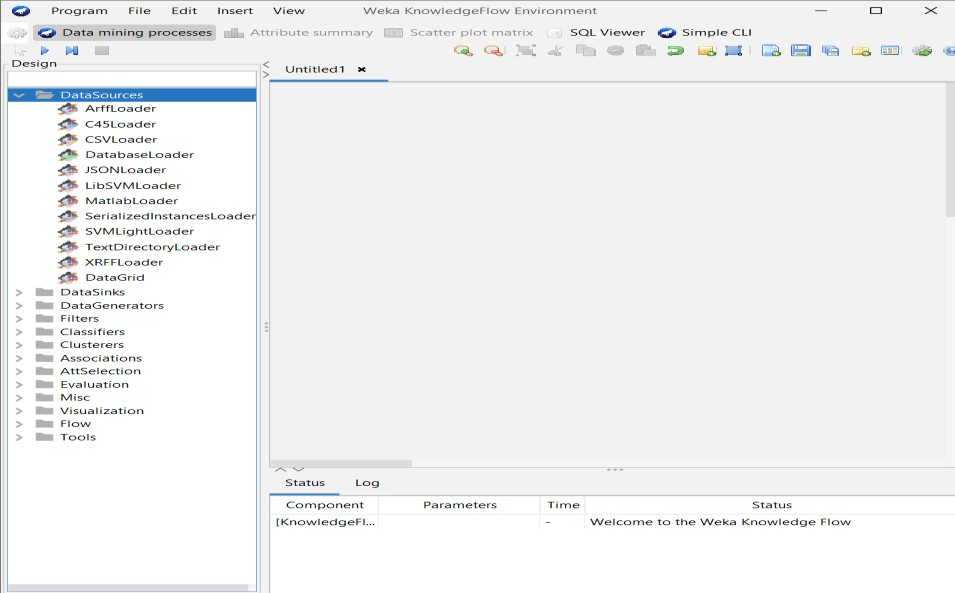 Program File Edit Insert View Weka KnowledgeFlow Environment
Data mining processes Attribute summary Scatter plot matrix SQL Viewer Simple CLI
Design
Untitled1
DataSources
ArffLoader
C45Loader
CSVLoader
DatabaseLoader
JSONLoader
LibSVMLoader
MatlabLoader
SerializedInstancesLoader
SVMLightLoader
TextDirectoryLoader
XRFFLoader
DataGrid
DataSinks
DataGenerators
Filters
Classifiers
Clusterers
Associations
AttSelection
Evaluation
Misc
Visualization
Flow
Tools
Status Log
Component Parameters Time Status
[KnowledgeFl... - Welcome to the Weka Knowledge Flow